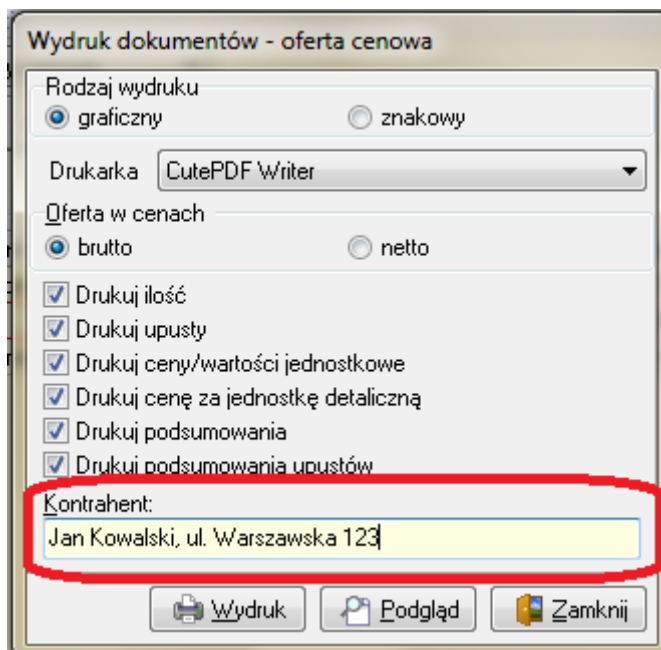 Wydruk dokumentów - oferta cenowa
Rodzaj wydruku
graficzny znakowy
Drukarka CutePDF Writer
Oferta w cenach
brutto netto
Drukuj ilość
Drukuj upusty
Drukuj ceny/wartości jednostkowe
Drukuj cenę za jednostkę detaliczną
Drukuj podsumowania
Drukuj podsumowania upustów
Kontrahent:
Jan Kowalski, ul. Warszawska 123
Wydruk Podgląd Zamknij